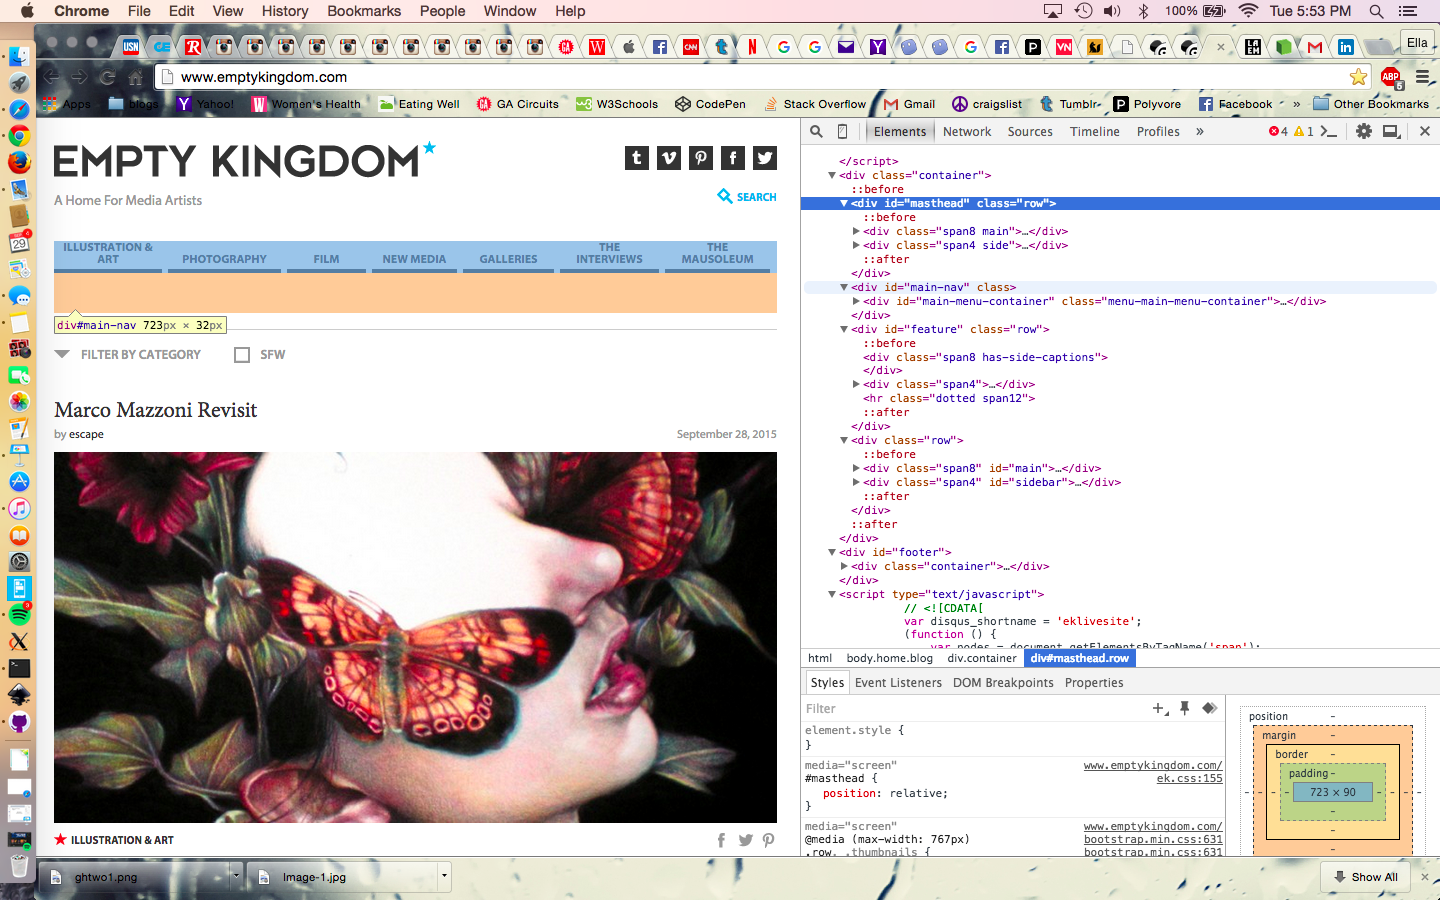 Chrome File Edit View History Bookmarks People Window Help 100% Tue 5:53 PM
Ella
www.emptykingdom.com
Apps blogs Yahoo! Women's Health Eating Well GA Circuits W3Schools CodePen Stack Overflow Gmail craigslist Tumblr Polyvore Facebook » Other Bookmarks
EMPTY KINGDOM
A Home For Media Artists
SEARCH
ILLUSTRATION & ART PHOTOGRAPHY FILM NEW MEDIA GALLERIES THE INTERVIEWS THE MAUSOLEUM
div#main-nav 723px × 32px
FILTER BY CATEGORY SFW
Marco Mazzoni Revisit
by escape September 28, 2015
ILLUSTRATION & ART
Elements Network Sources Timeline Profiles » 4 1
</script>
<div class="container">
::before
<div id="masthead" class="row">
::before
<div class="span8 main">…</div>
<div class="span4 side">…</div>
::after
</div>
<div id="main-nav" class>
<div id="main-menu-container" class="menu-main-menu-container">…</div>
</div>
<div id="feature" class="row">
::before
<div class="span8 has-side-captions">
</div>
<div class="span4">…</div>
<hr class="dotted span12">
::after
</div>
<div class="row">
::before
<div class="span8" id="main">…</div>
<div class="span4" id="sidebar">…</div>
::after
</div>
::after
</div>
<div id="footer">
<div class="container">…</div>
</div>
<script type="text/javascript">
// <![CDATA[
var disqus_shortname = 'eklivesite';
(function () {
var nodes = document.getElementsByTagName('span');
html body.home.blog div.container div#masthead.row
Styles Event Listeners DOM Breakpoints Properties
Filter
element.style {
}
media="screen" www.emptykingdom.com/
#masthead { ek.css:155
position: relative;
}
media="screen" www.emptykingdom.com/
@media (max-width: 767px) bootstrap.min.css:631
.row, .thumbnails { bootstrap.min.css:631
position -
margin -
border -
padding -
723 × 90
ghtwo1.png Image-1.jpg Show All